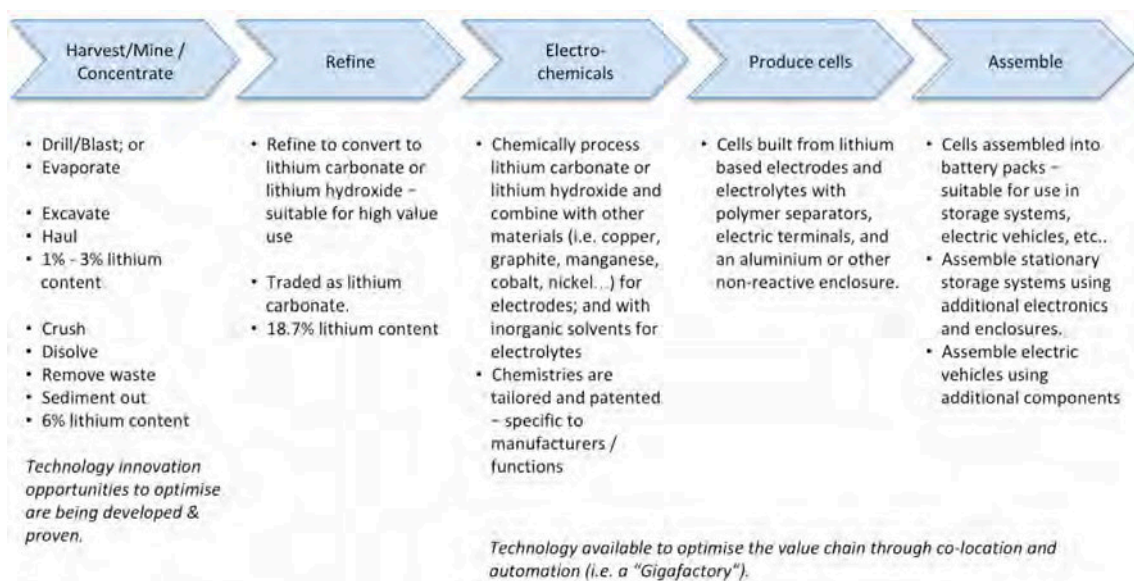 Harvest/Mine /
Concentrate
Refine
Electro-
chemicals
Produce cells
Assemble
• Drill/Blast; or
• Evaporate
• Excavate
• Haul
• 1% - 3% lithium
content
• Crush
• Disolve
• Remove waste
• Sediment out
• 6% lithium content
Technology innovation
opportunities to optimise
are being developed &
proven.
• Refine to convert to
lithium carbonate or
lithium hydroxide –
suitable for high value
use
• Traded as lithium
carbonate.
• 18.7% lithium content
• Chemically process
lithium carbonate or
lithium hydroxide and
combine with other
materials (i.e. copper,
graphite, manganese,
cobalt, nickel...) for
electrodes; and with
inorganic solvents for
electrolytes
• Chemistries are
tailored and patented
– specific to
manufacturers /
functions
• Cells built from lithium
based electrodes and
electrolytes with
polymer separators,
electric terminals, and
an aluminium or other
non-reactive enclosure.
• Cells assembled into
battery packs –
suitable for use in
storage systems,
electric vehicles, etc..
• Assemble stationary
storage systems using
additional electronics
and enclosures.
• Assemble electric
vehicles using
additional components
Technology available to optimise the value chain through co-location and
automation (i.e. a "Gigafactory").